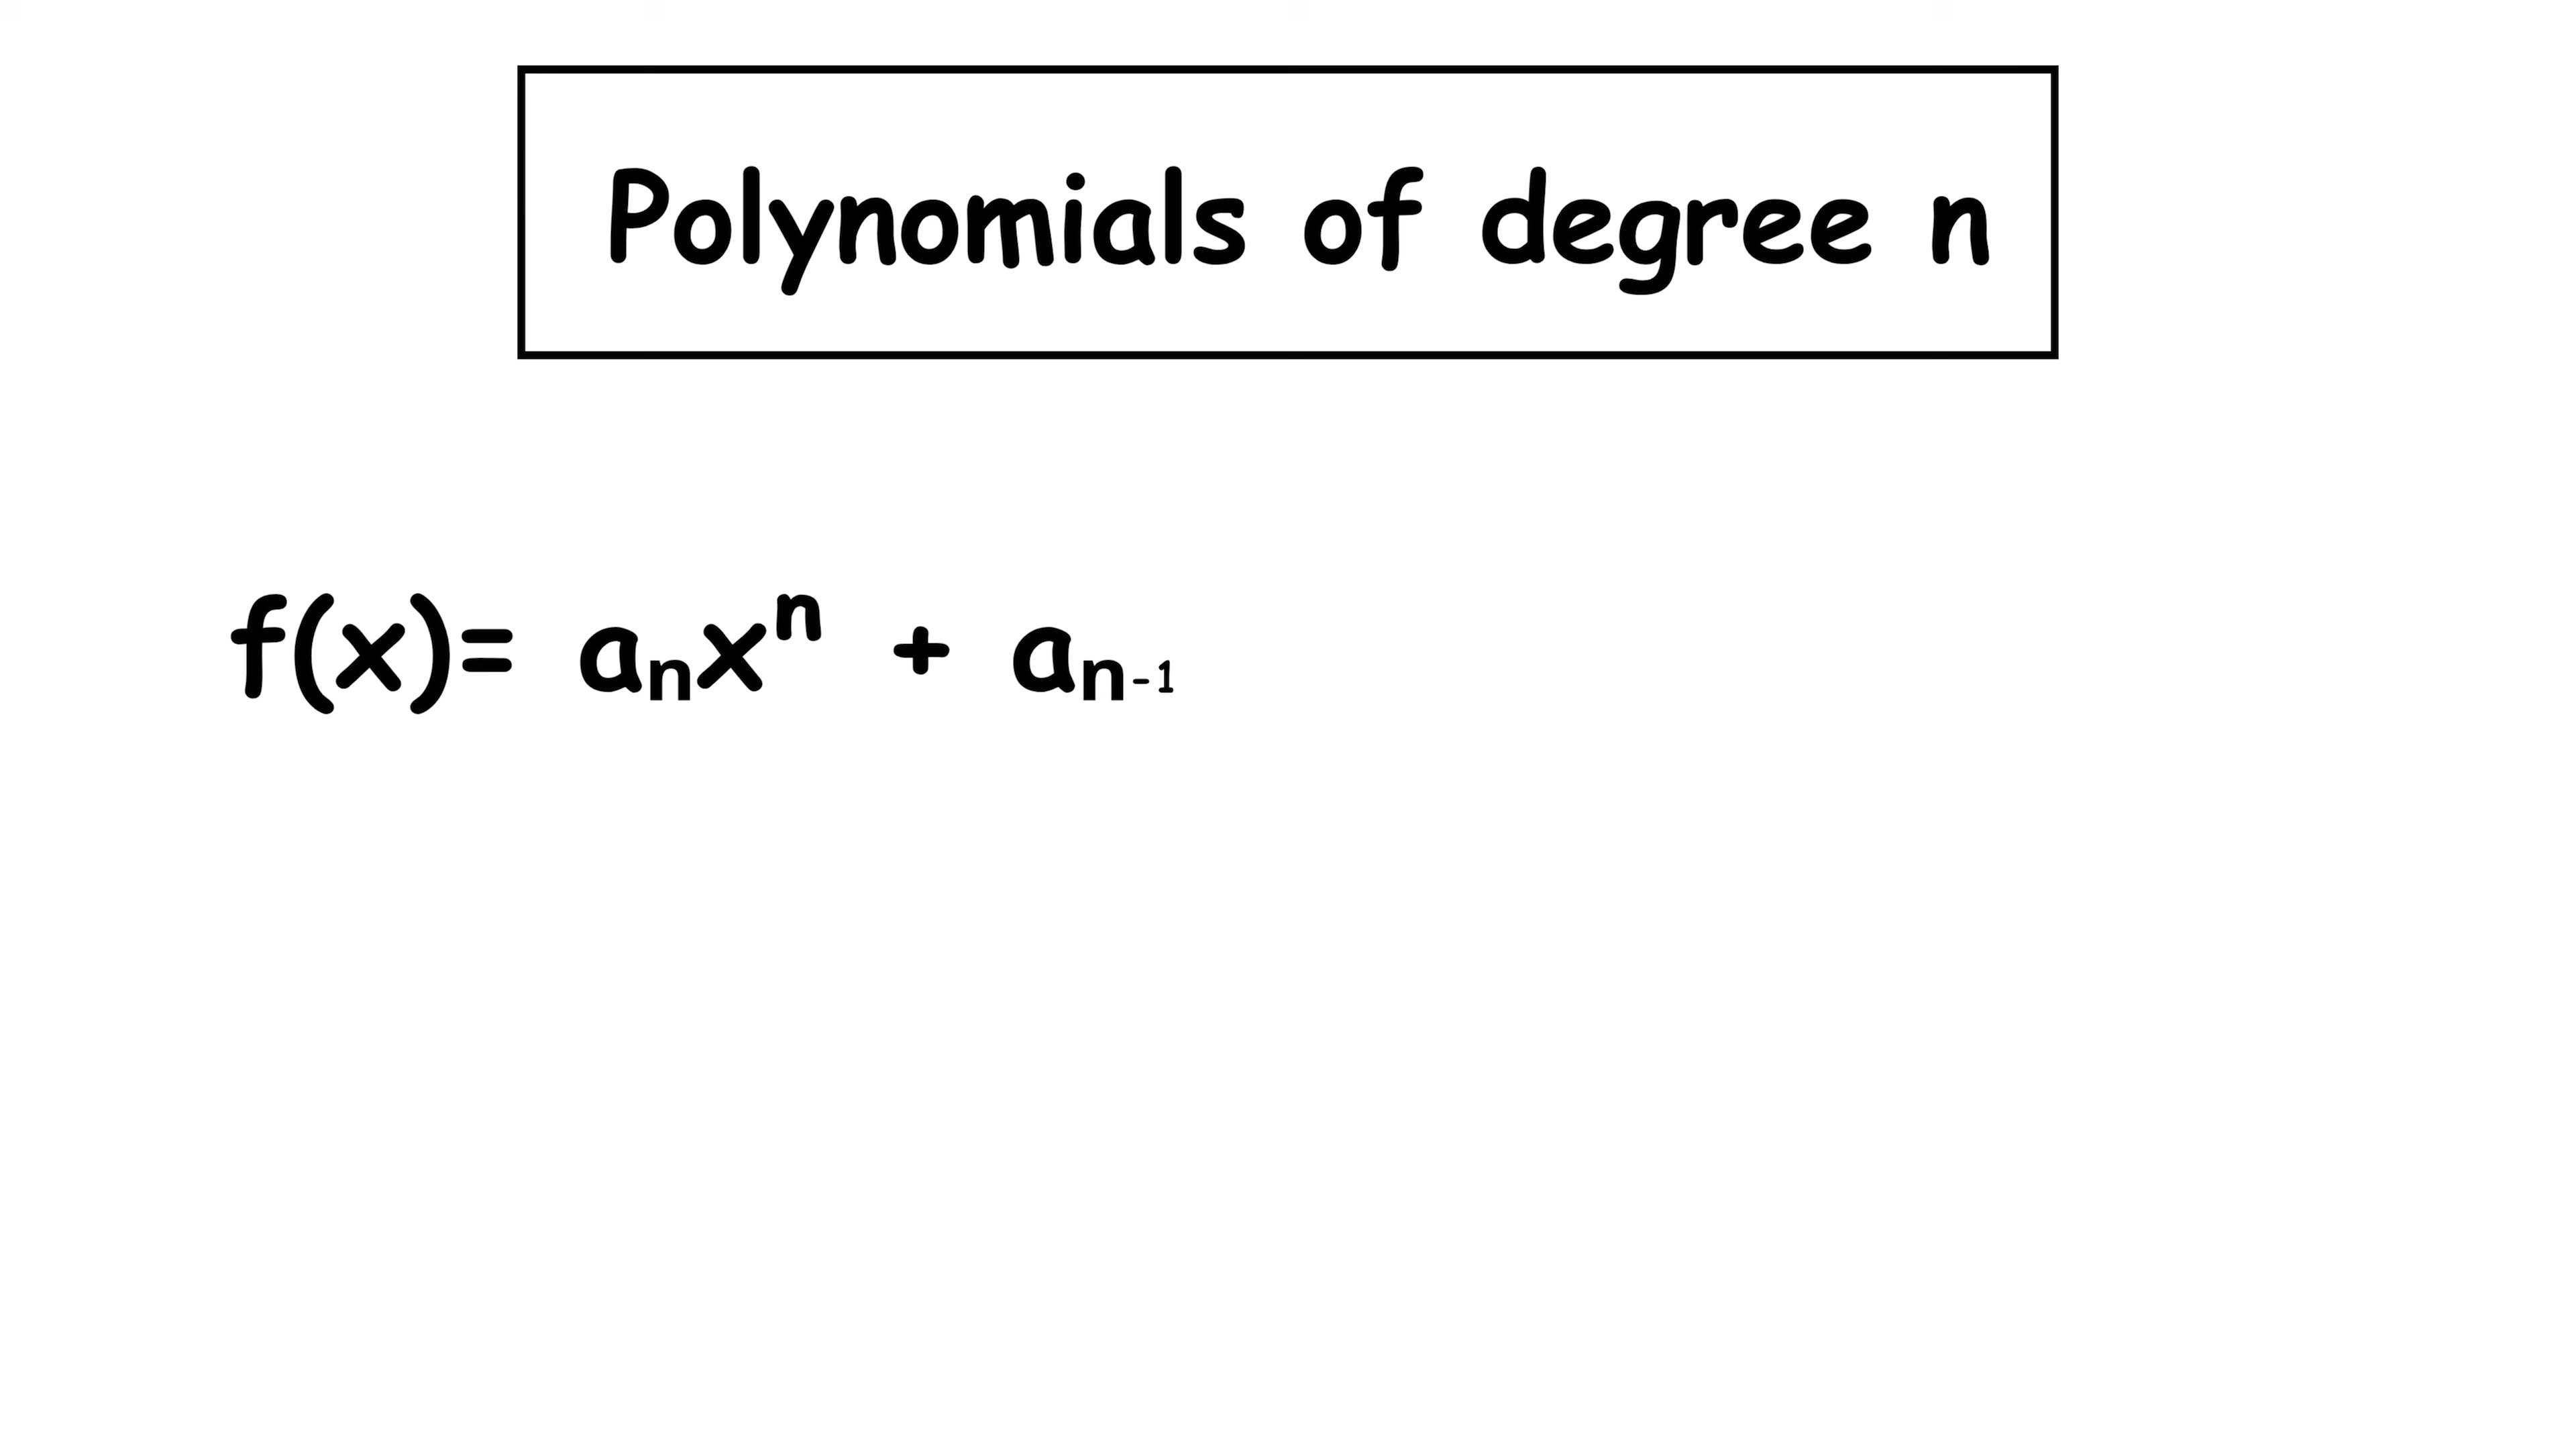 Polynomials of degree n
f(x)= aₙxⁿ + aₙ₋₁